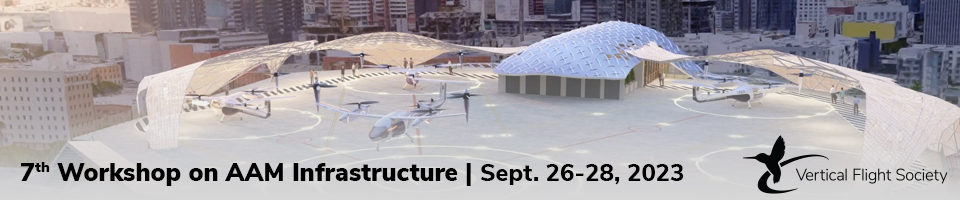 7th Workshop on AAM Infrastructure | Sept. 26-28, 2023
Vertical Flight Society